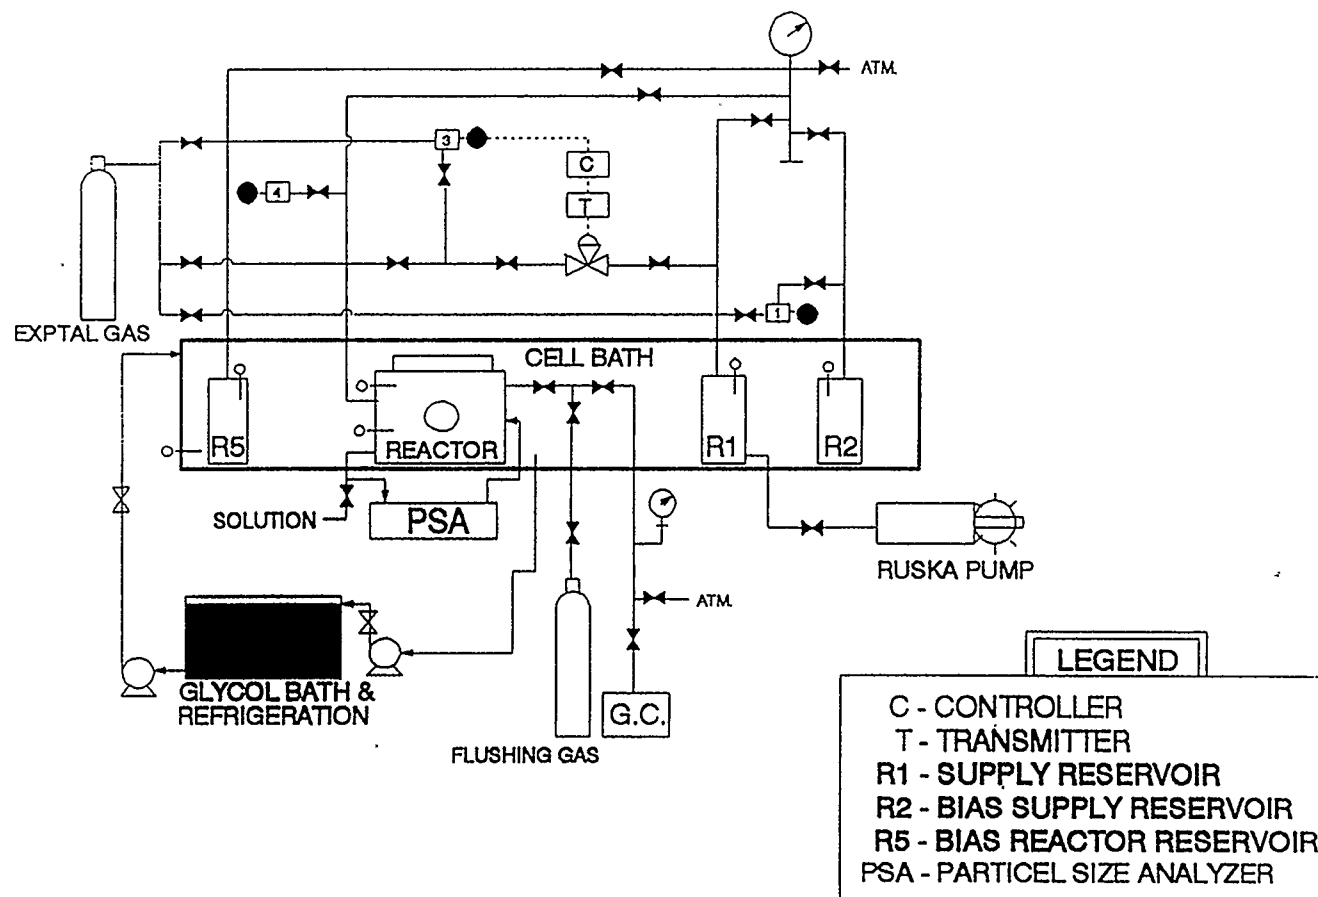 ATM.
3
C
4
T
1
EXPTAL GAS
CELL BATH
R5
REACTOR
R1
R2
SOLUTION
PSA
RUSKA PUMP
ATM.
GLYCOL BATH &
REFRIGERATION
G.C.
FLUSHING GAS
LEGEND
C - CONTROLLER
T - TRANSMITTER
R1 - SUPPLY RESERVOIR
R2 - BIAS SUPPLY RESERVOIR
R5 - BIAS REACTOR RESERVOIR
PSA - PARTICEL SIZE ANALYZER